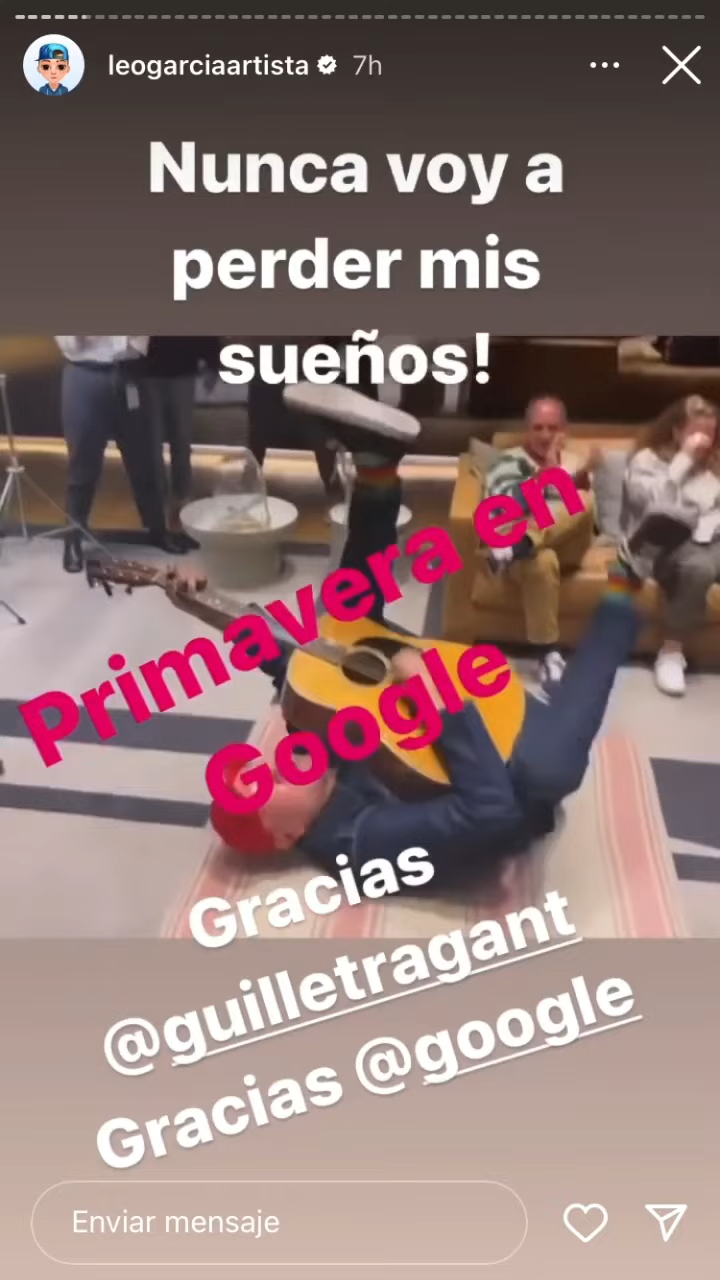 leogarciaartista 7h
Nunca voy a
perder mis
sueños!
Primavera en
Google
Gracias
@guilletragant
Gracias @google
Enviar mensaje